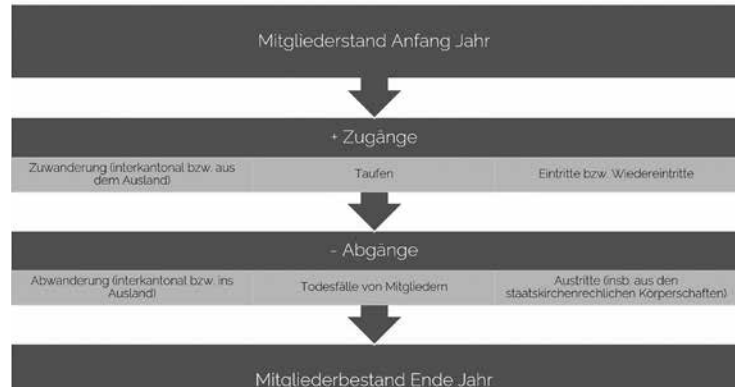 Mitgliederstand Anfang Jahr
+ Zugänge
Zuwanderung (interkantonal bzw. aus
dem Ausland)
Taufen
Eintritte bzw. Wiedereintritte
- Abgänge
Abwanderung (interkantonal bzw. ins
Ausland)
Todesfälle von Mitgliedern
Austritte (insb. aus den
staatskirchenrechtlichen Körperschaften)
Mitgliederbestand Ende Jahr